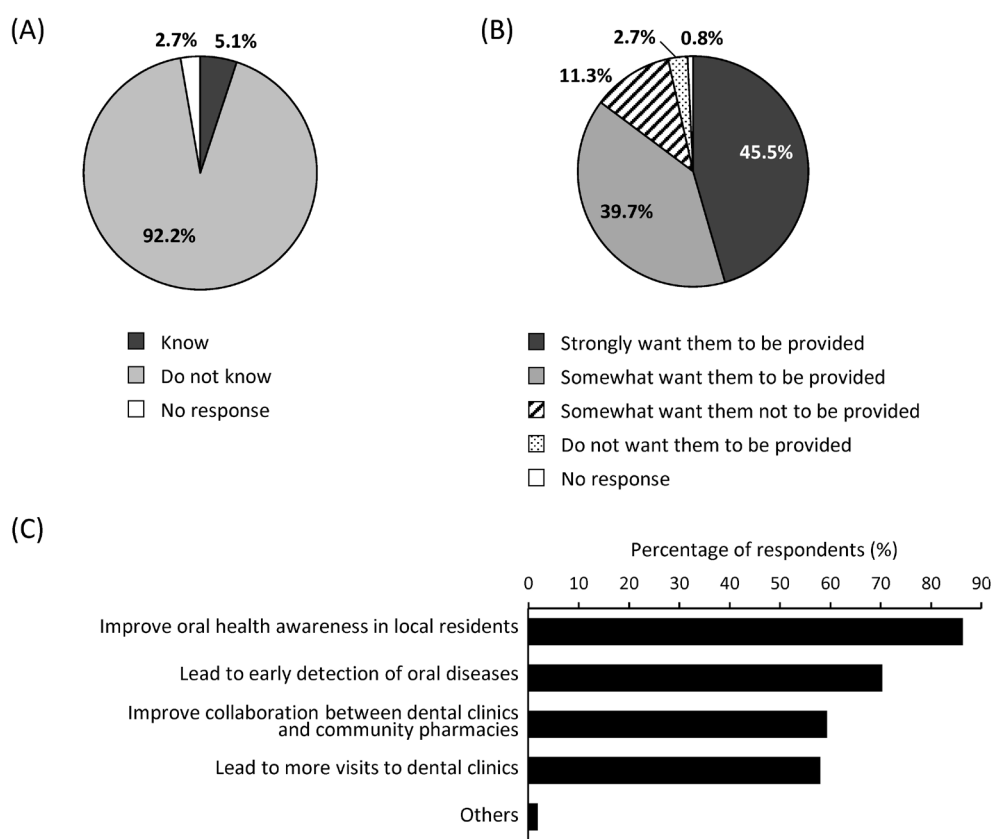 (A)
2.7%
5.1%
92.2%
Know
Do not know
No response
(B)
2.7%
0.8%
11.3%
45.5%
39.7%
Strongly want them to be provided
Somewhat want them to be provided
Somewhat want them not to be provided
Do not want them to be provided
No response
(C)
Percentage of respondents (%)
0 10 20 30 40 50 60 70 80 90
Improve oral health awareness in local residents
Lead to early detection of oral diseases
Improve collaboration between dental clinics
and community pharmacies
Lead to more visits to dental clinics
Others